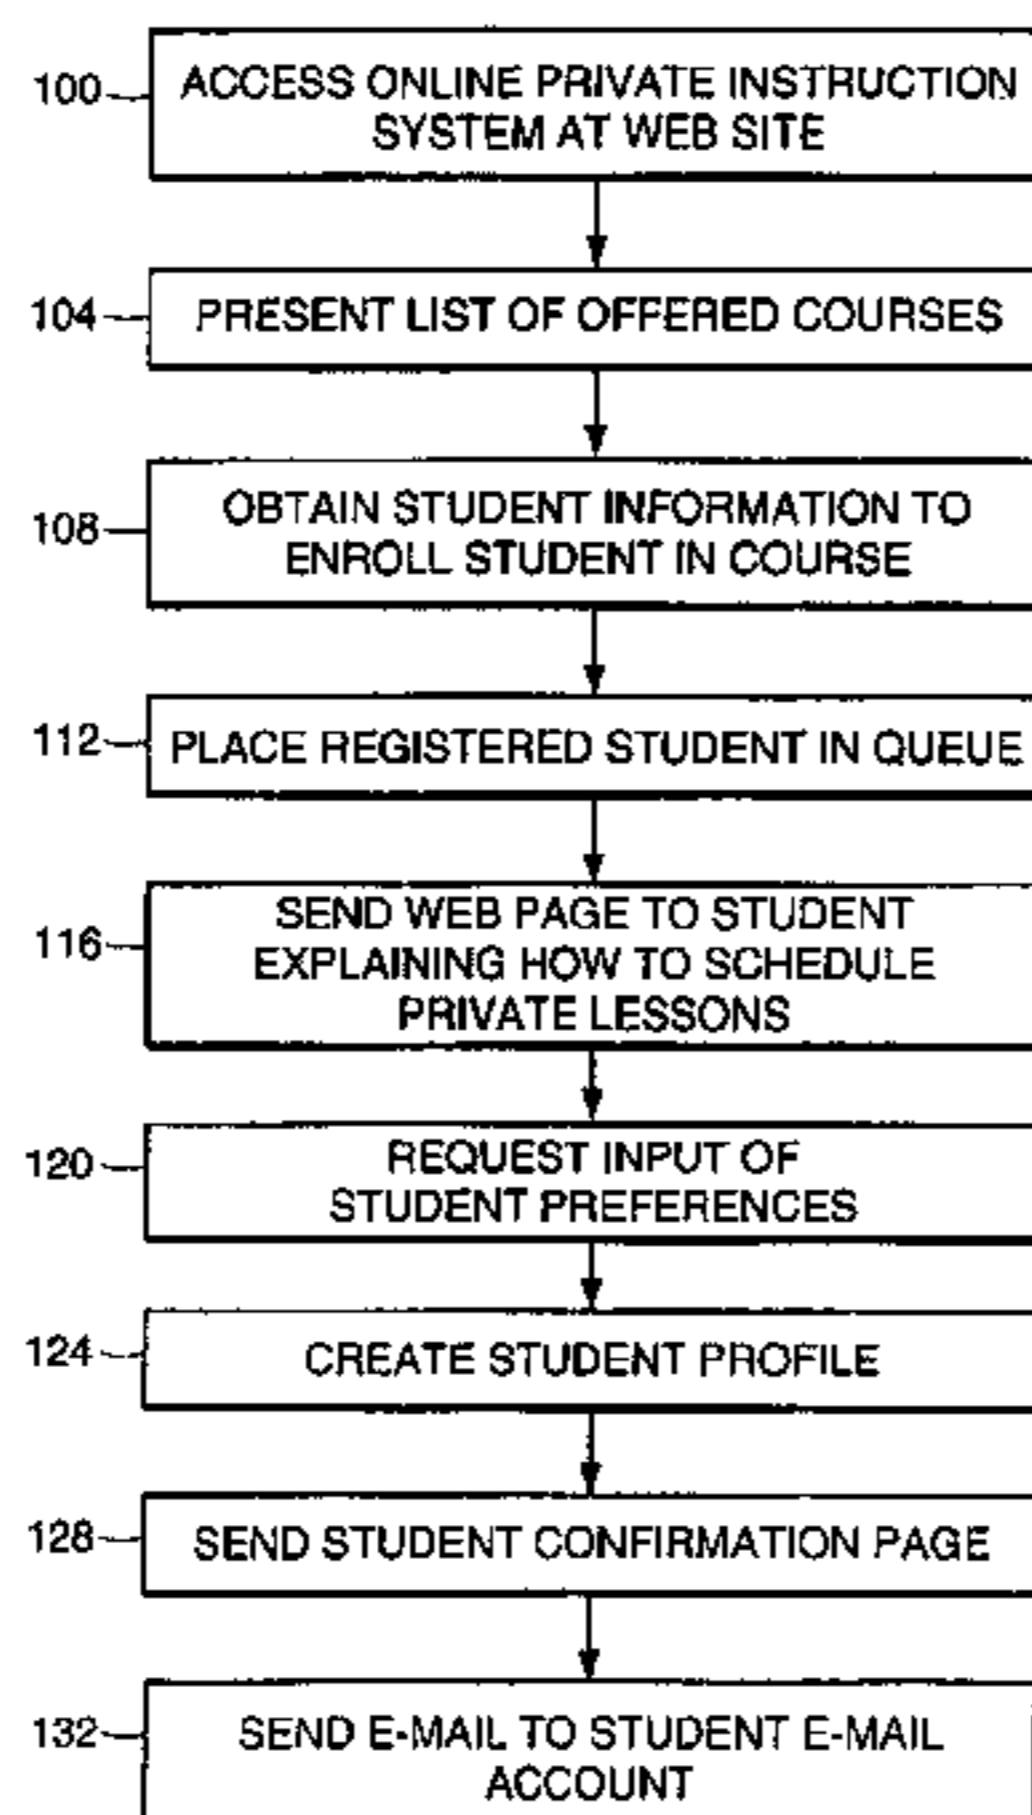 100 ACCESS ONLINE PRIVATE INSTRUCTION
SYSTEM AT WEB SITE
104 PRESENT LIST OF OFFERED COURSES
108 OBTAIN STUDENT INFORMATION TO
ENROLL STUDENT IN COURSE
112 PLACE REGISTERED STUDENT IN QUEUE
116 SEND WEB PAGE TO STUDENT
EXPLAINING HOW TO SCHEDULE
PRIVATE LESSONS
120 REQUEST INPUT OF
STUDENT PREFERENCES
124 CREATE STUDENT PROFILE
128 SEND STUDENT CONFIRMATION PAGE
132 SEND E-MAIL TO STUDENT E-MAIL
ACCOUNT